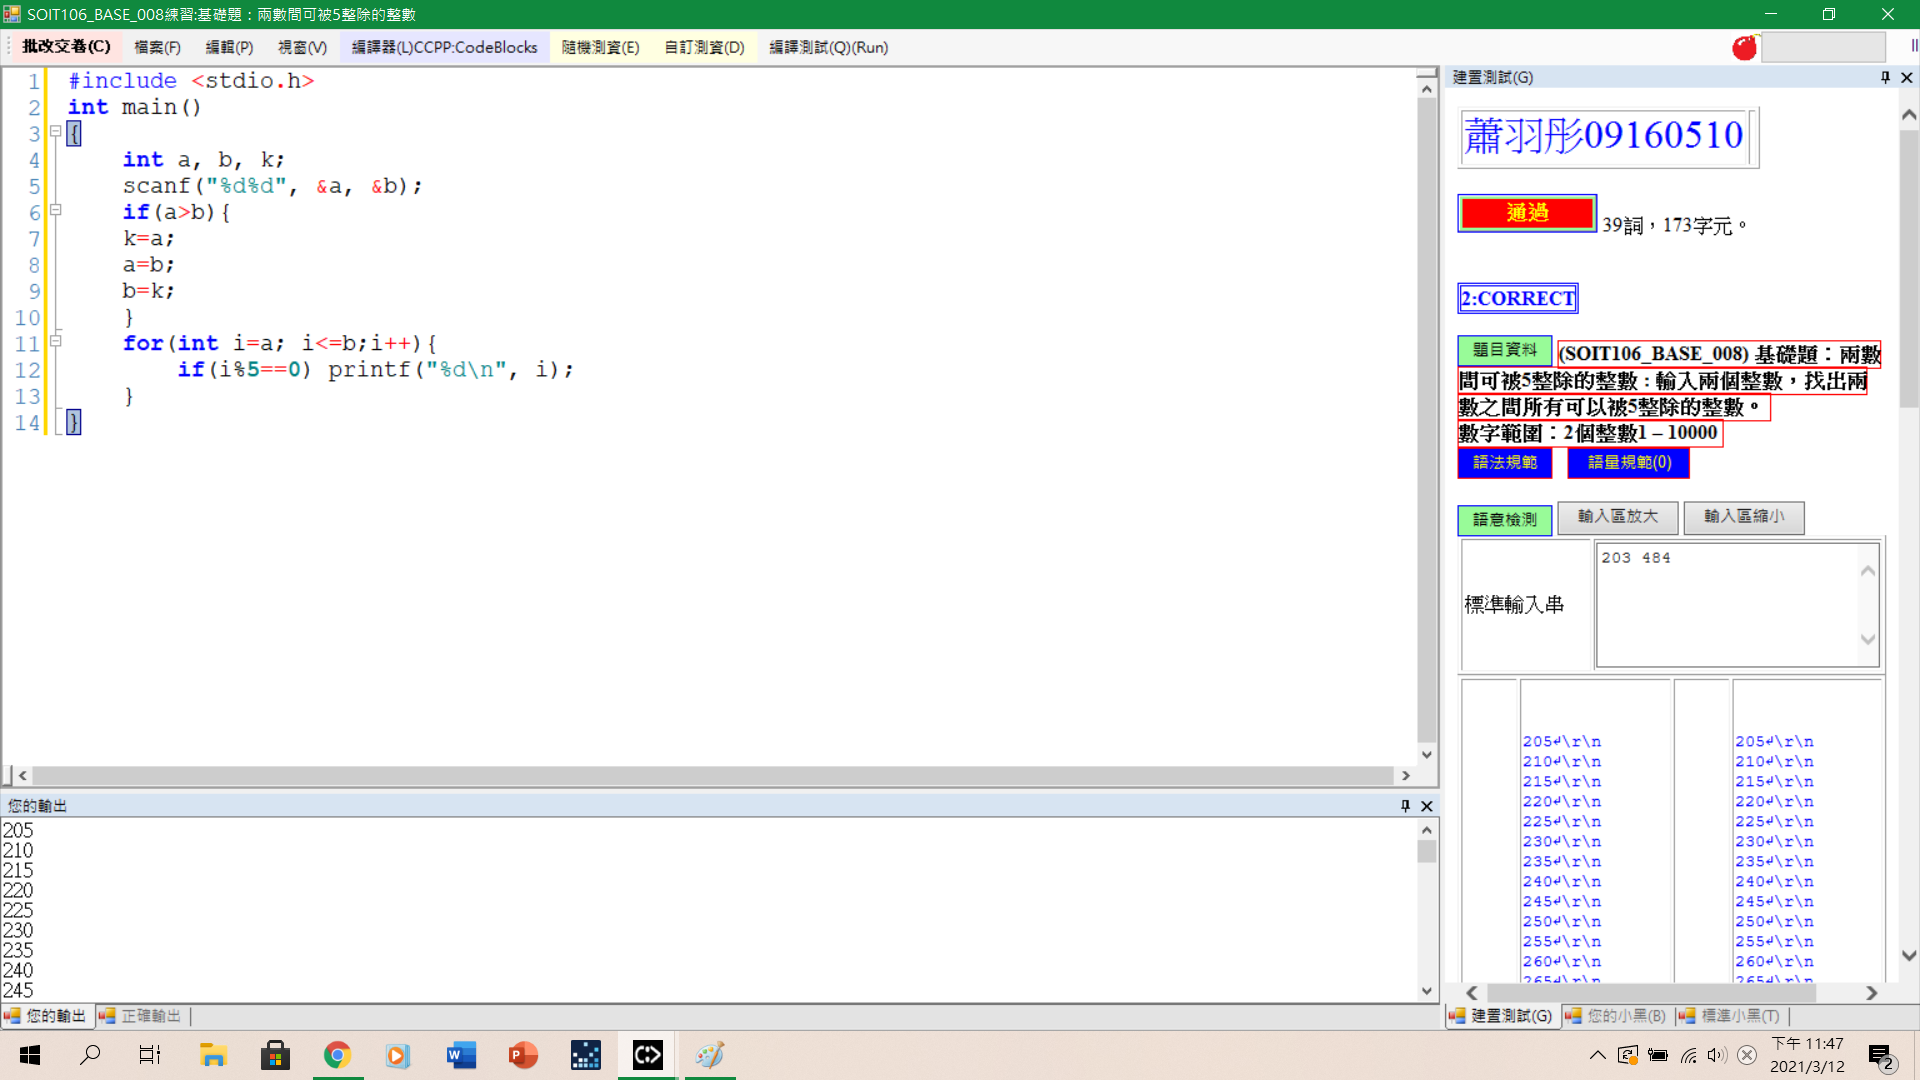 SOIT106_BASE_008練習:基礎題：兩數間可被5整除的整數
批改交卷(C) 檔案(F) 編輯(P) 視窗(V) 編譯器(L)CCPP:CodeBlocks 隨機測資(E) 自訂測資(D) 編譯測試(Q)(Run)
1 #include <stdio.h>
2 int main()
3 {
4 int a, b, k;
5 scanf("%d%d", &a, &b);
6 if(a>b){
7 k=a;
8 a=b;
9 b=k;
10 }
11 for(int i=a; i<=b;i++){
12 if(i%5==0) printf("%d\n", i);
13 }
14 }
您的輸出
205
210
215
220
225
230
235
240
245
您的輸出 正確輸出
建置測試(G)
蕭羽彤09160510
通過 39詞，173字元。
2:CORRECT
題目資料 (SOIT106_BASE_008) 基礎題：兩數
間可被5整除的整數：輸入兩個整數，找出兩
數之間所有可以被5整除的整數。
數字範圍：2個整數1 – 10000
語法規範 語量規範(0)
語意檢測 輸入區放大 輸入區縮小
標準輸入串 203 484
205↲\r\n 205↲\r\n
210↲\r\n 210↲\r\n
215↲\r\n 215↲\r\n
220↲\r\n 220↲\r\n
225↲\r\n 225↲\r\n
230↲\r\n 230↲\r\n
235↲\r\n 235↲\r\n
240↲\r\n 240↲\r\n
245↲\r\n 245↲\r\n
250↲\r\n 250↲\r\n
255↲\r\n 255↲\r\n
260↲\r\n 260↲\r\n
265↲\r\n 265↲\r\n
建置測試(G) 您的小黑(B) 標準小黑(T)
下午 11:47
2021/3/12
2